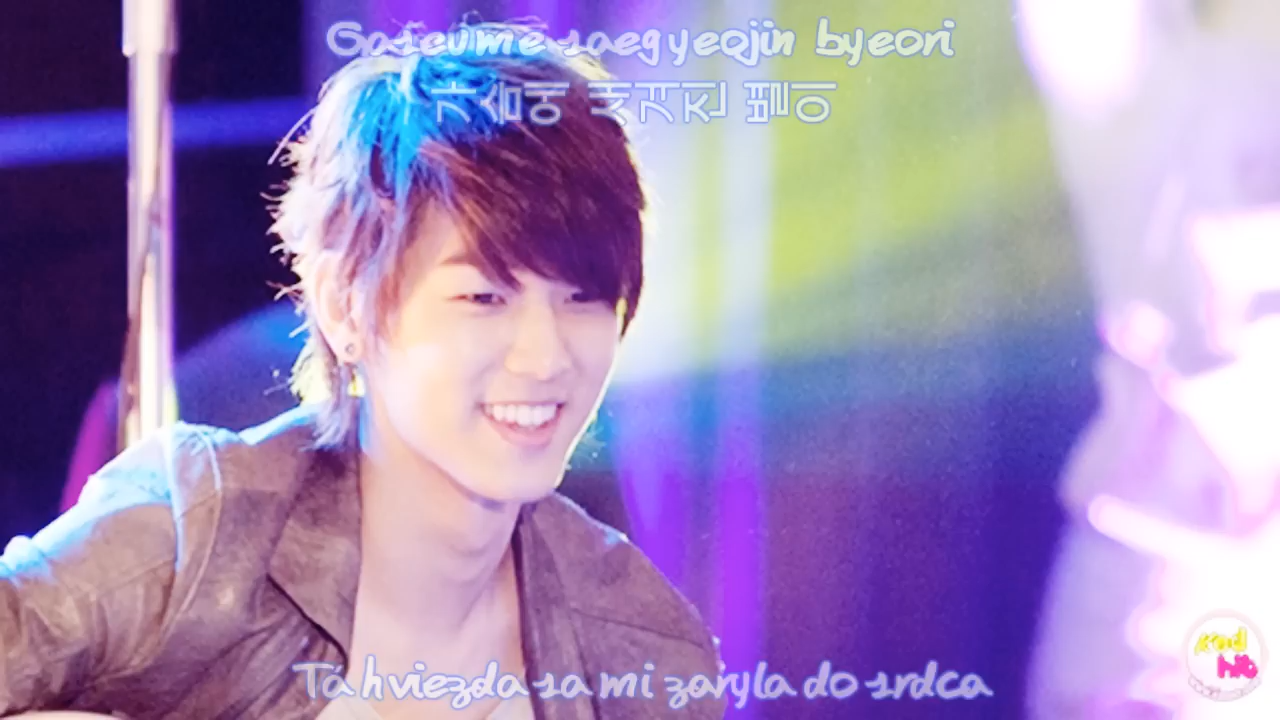 Gaseume saegyeojin byeori
가슴에 새겨진 별이
Tá hviezda sa mi zaryla do srdca